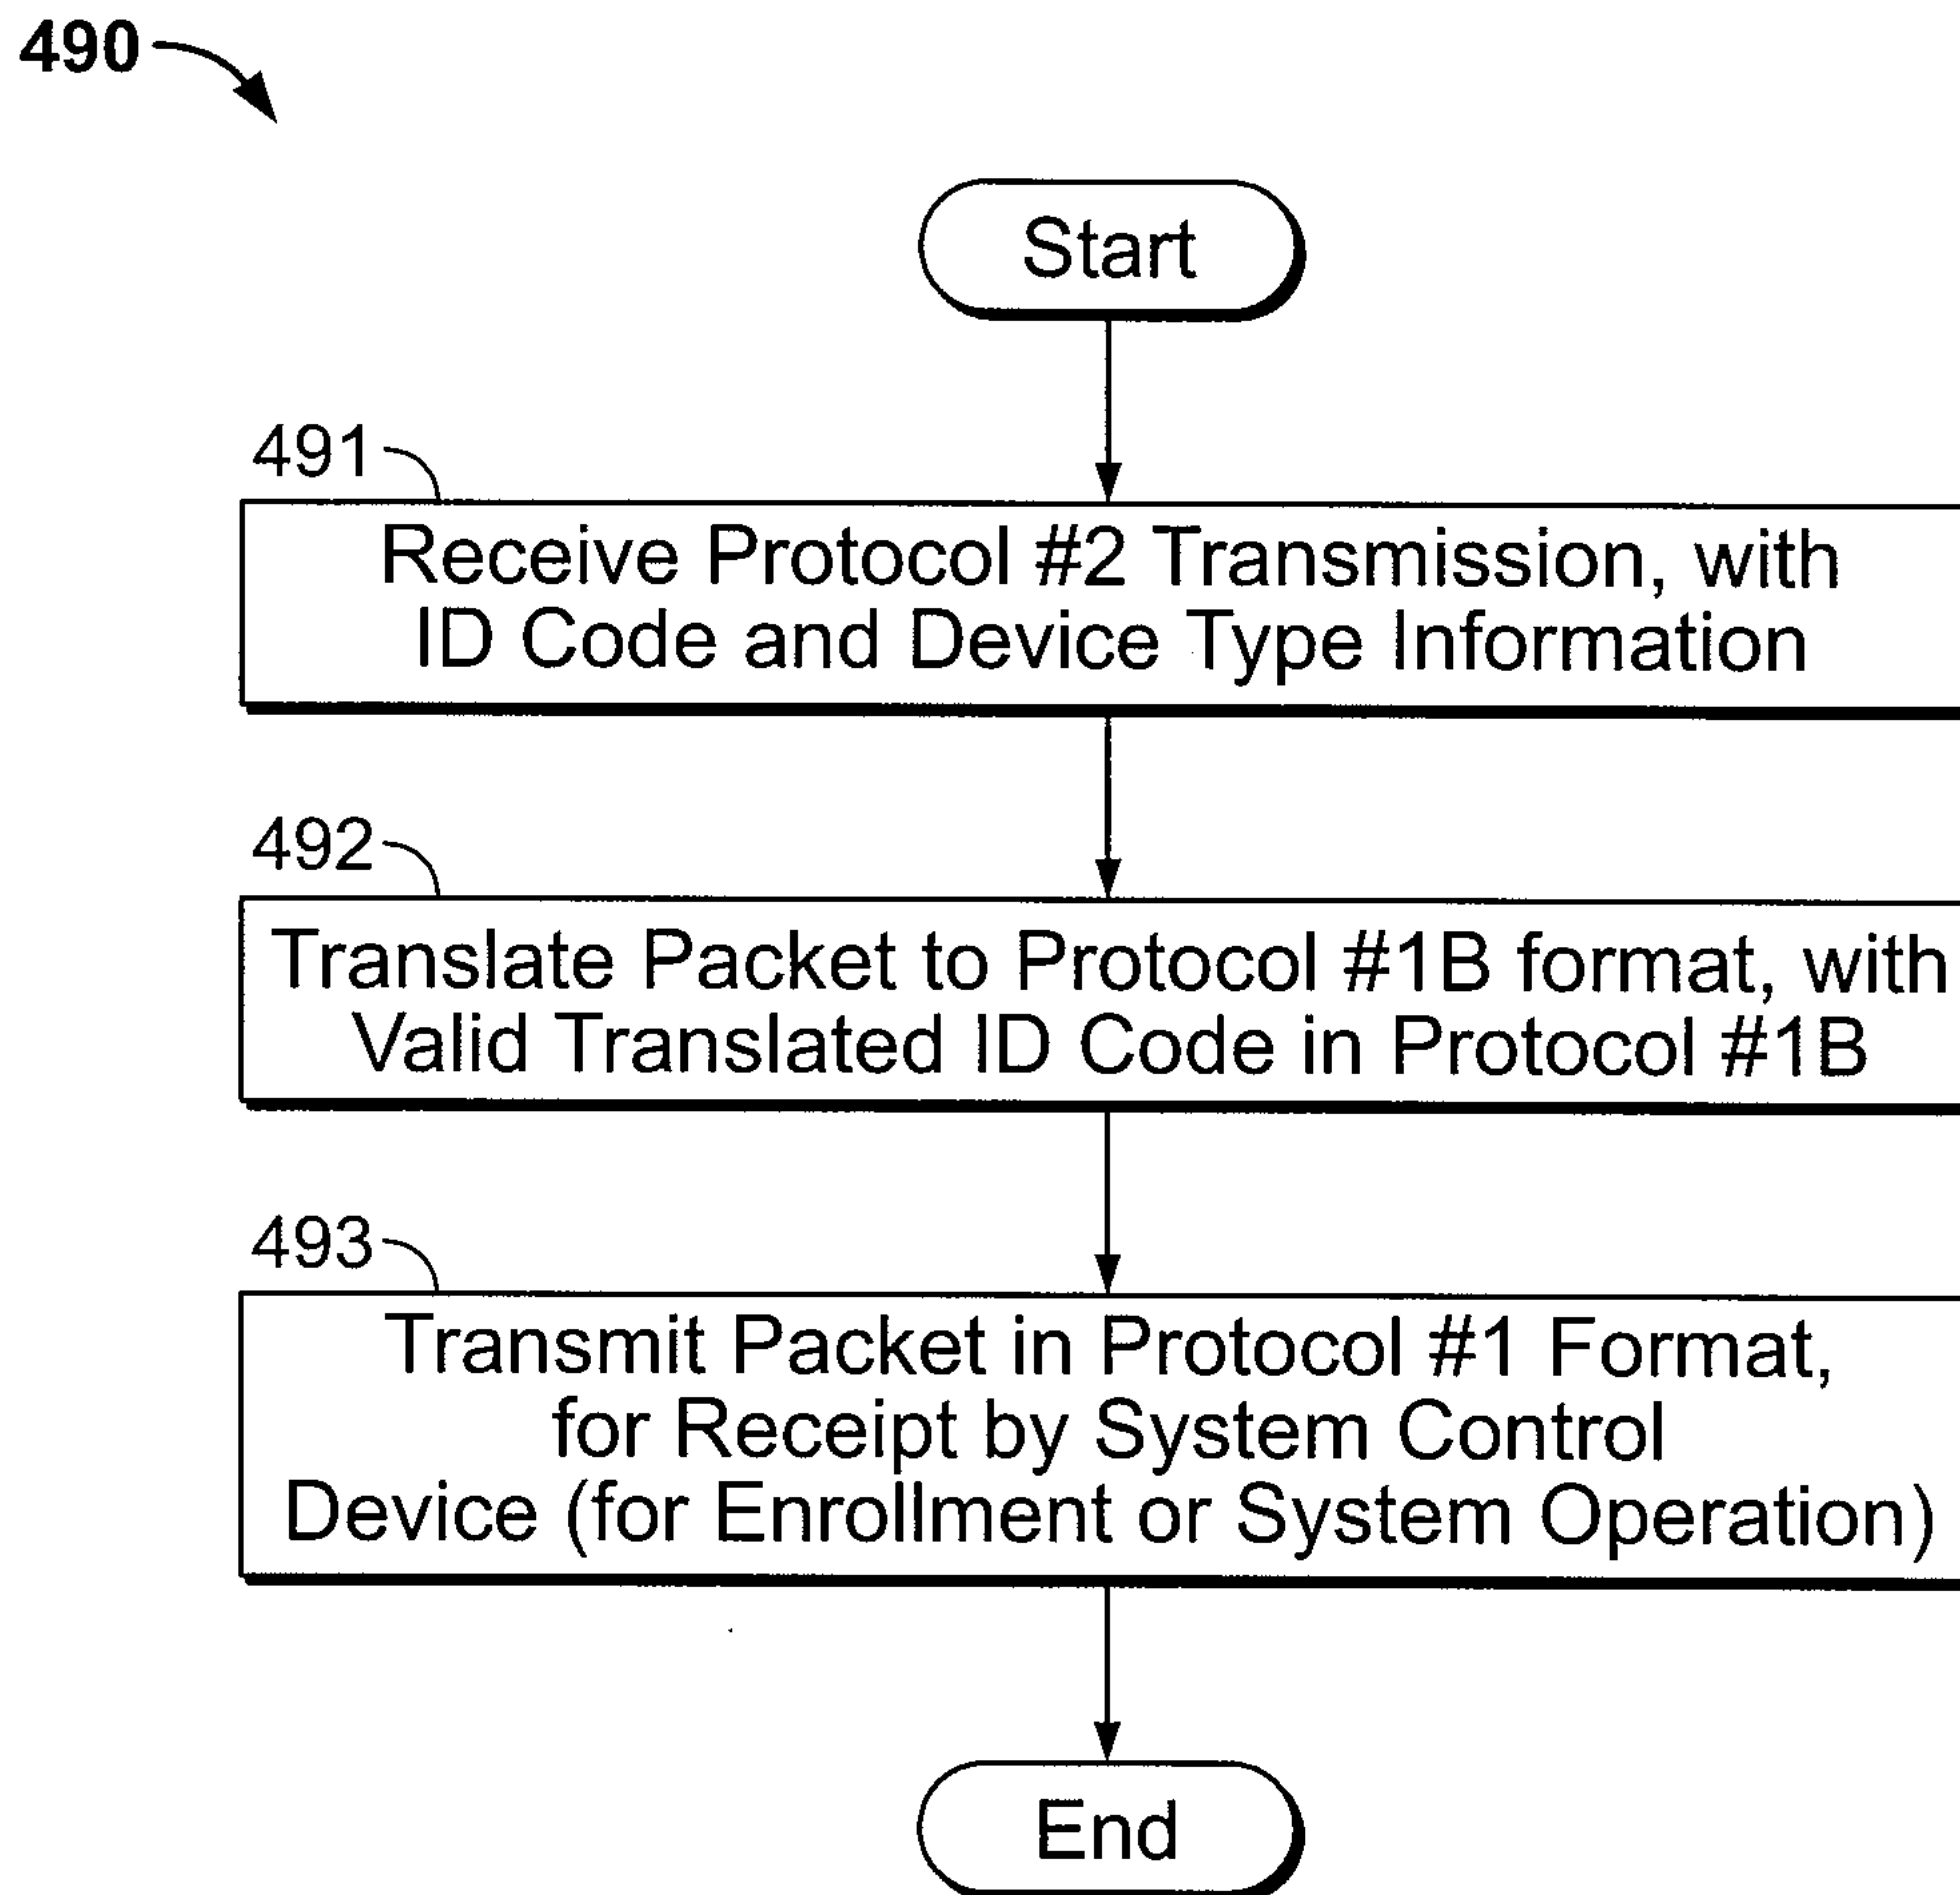 490
Start
491
Receive Protocol #2 Transmission, with
ID Code and Device Type Information
492
Translate Packet to Protocol #1B format, with
Valid Translated ID Code in Protocol #1B
493
Transmit Packet in Protocol #1 Format,
for Receipt by System Control
Device (for Enrollment or System Operation)
End